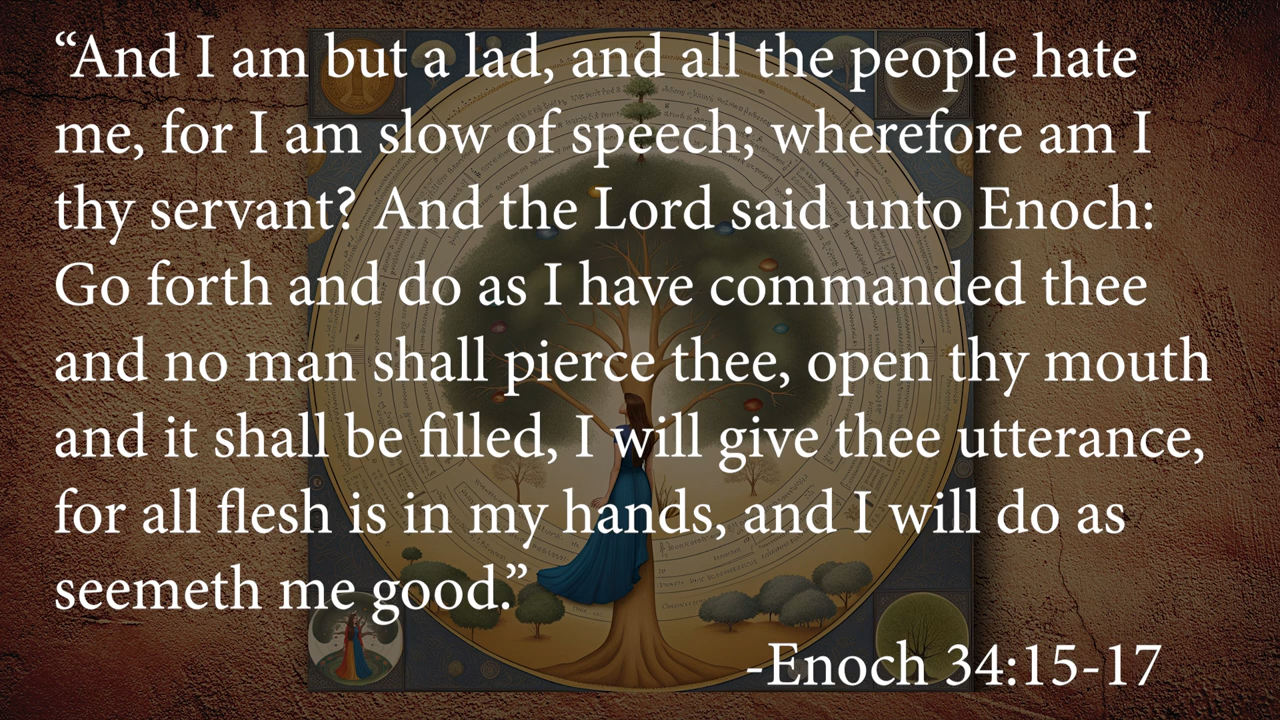 “And I am but a lad, and all the people hate
me, for I am slow of speech; wherefore am I
thy servant? And the Lord said unto Enoch:
Go forth and do as I have commanded thee
and no man shall pierce thee, open thy mouth
and it shall be filled, I will give thee utterance,
for all flesh is in my hands, and I will do as
seemeth me good.”
-Enoch 34:15-17